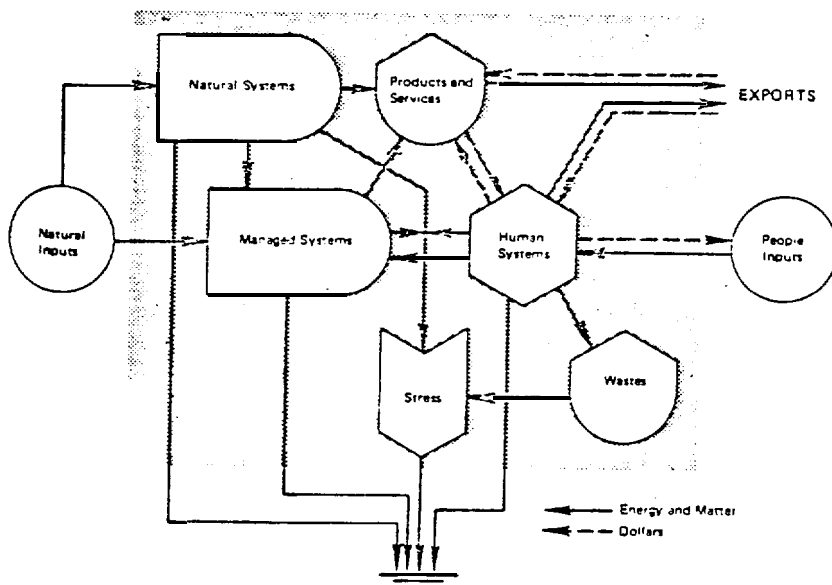 Natural Systems
Products and
Services
EXPORTS
Natural
Inputs
Managed Systems
Human
Systems
People
Inputs
Stress
Wastes
Energy and Matter
Dollars